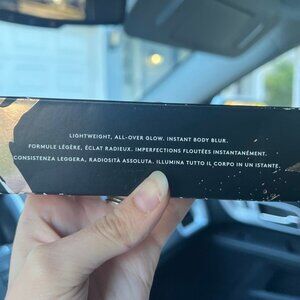 LIGHTWEIGHT, ALL-OVER GLOW. INSTANT BODY BLUR.
FORMULE LÉGÈRE, ÉCLAT RADIEUX. IMPERFECTIONS FLOUTÉES INSTANTANÉMENT.
CONSISTENZA LEGGERA, RADIOSITÀ ASSOLUTA. ILLUMINA TUTTO IL CORPO IN UN ISTANTE.